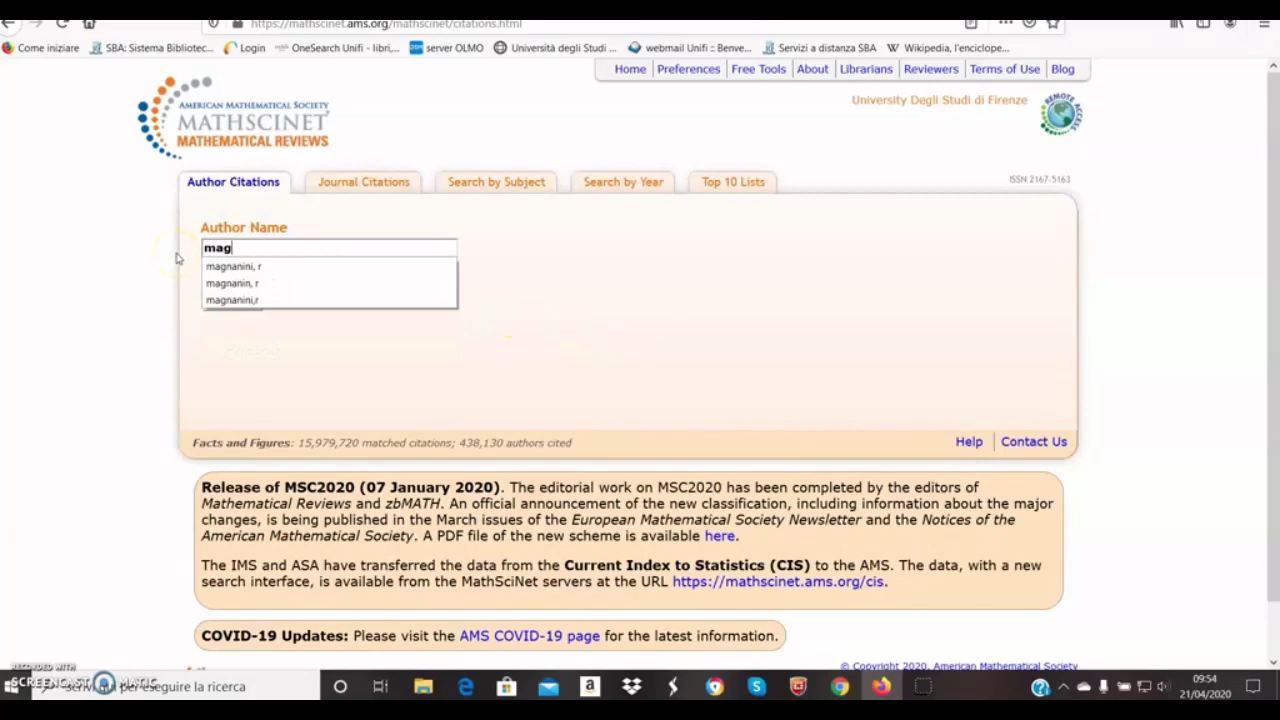 https://mathscinet.ams.org/mathscinet/citations.html
Come iniziare
SBA: Sistema Bibliotec...
Login
OneSearch Unifi - libri,...
server OLMO
Università degli Studi ...
webmail Unifi :: Benve...
Servizi a distanza SBA
Wikipedia, l'enciclope...
Home
Preferences
Free Tools
About
Librarians
Reviewers
Terms of Use
Blog
AMERICAN MATHEMATICAL SOCIETY
MATHSCINET
MATHEMATICAL REVIEWS
University Degli Studi di Firenze
REMOTE ACCESS
Author Citations
Journal Citations
Search by Subject
Search by Year
Top 10 Lists
ISSN 2167-5163
Author Name
mag
magnanini, r
magnanin, r
magnanini,r
Facts and Figures: 15,979,720 matched citations; 438,130 authors cited
Help
Contact Us
Release of MSC2020 (07 January 2020). The editorial work on MSC2020 has been completed by the editors of
Mathematical Reviews and zbMATH. An official announcement of the new classification, including information about the major
changes, is being published in the March issues of the European Mathematical Society Newsletter and the Notices of the
American Mathematical Society. A PDF file of the new scheme is available here.
The IMS and ASA have transferred the data from the Current Index to Statistics (CIS) to the AMS. The data, with a new
search interface, is available from the MathSciNet servers at the URL https://mathscinet.ams.org/cis.
COVID-19 Updates: Please visit the AMS COVID-19 page for the latest information.
© Copyright 2020, American Mathematical Society
RECORDED WITH
SCREENCAST MATIC
per eseguire la ricerca
09:54
21/04/2020